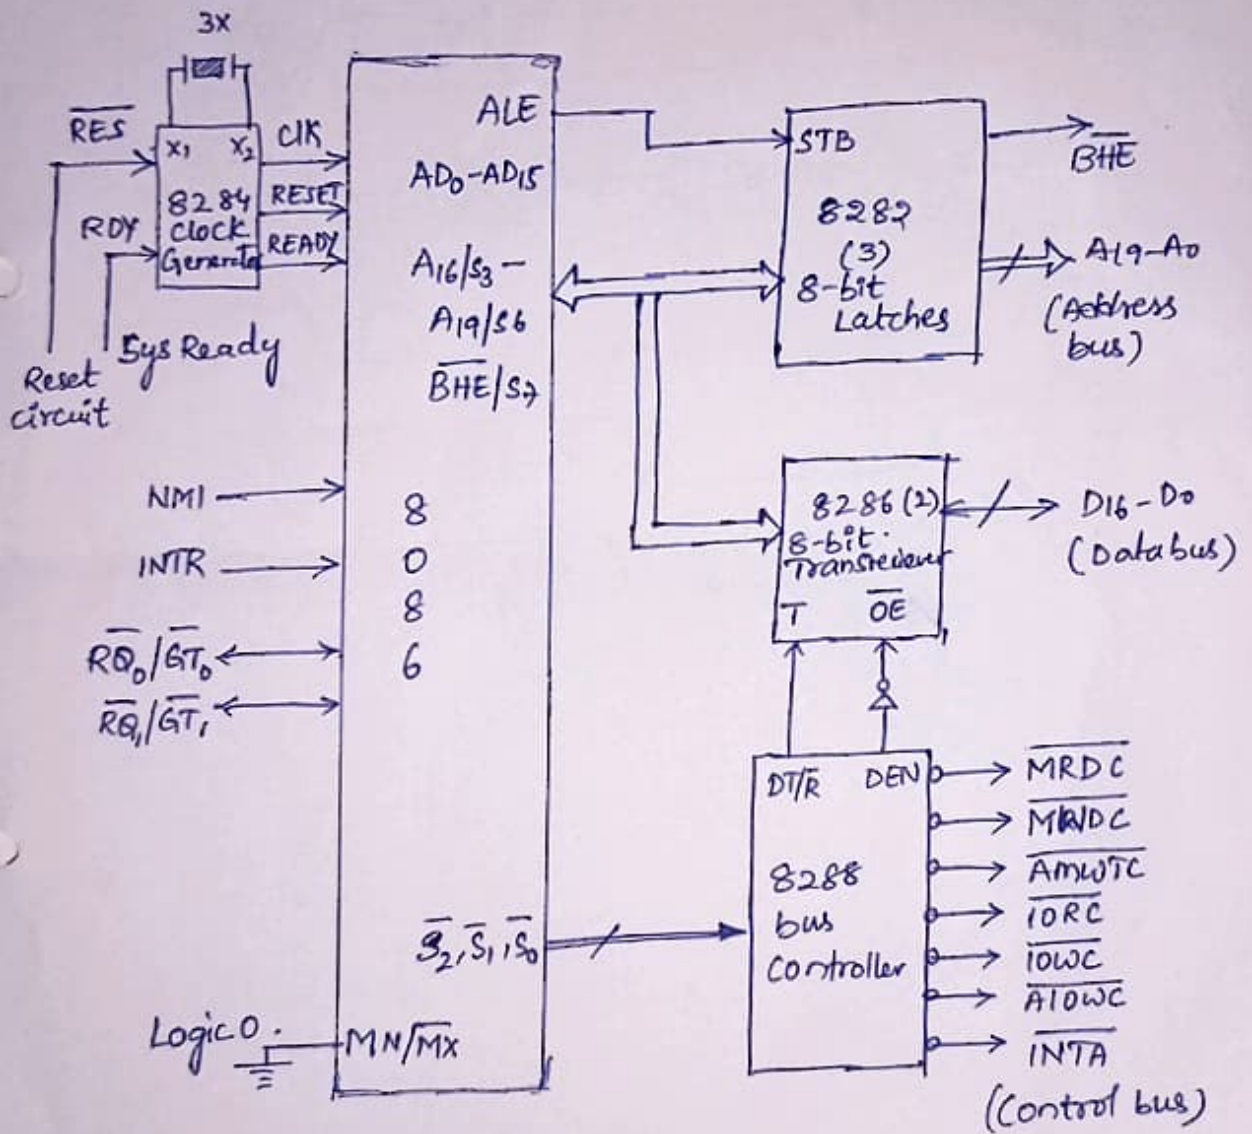 3X
RES
X1 X2
8284
Clock
Generator
ClK
RESET
READY
RDY
Sys Ready
Reset
circuit
NMI
INTR
RQ0/GT0
RQ1/GT1
Logic 0.
ALE
AD0-AD15
A16/S3 -
A19/S6
BHE/S7
8
0
8
6
S2, S1, S0
MN/MX
STB
8282
(3)
8-bit
Latches
BHE
A19-A0
(Address
bus)
8286 (2)
8-bit.
Transreciever
T OE
D16-D0
(Databus)
DT/R DEN
8288
bus
Controller
MRDC
AMWTC
IORC
IOWC
AIOWC
INTA
(Control bus)